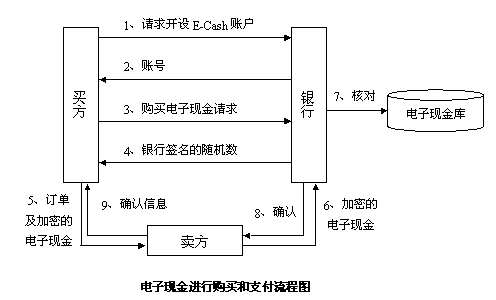 1、请求开设 E-Cash 账户
2、账号
3、购买电子现金请求
4、银行签名的随机数
买方
银行
7、核对
电子现金库
5、订单
及加密的
电子现金
9、确认信息
8、确认
6、加密的
电子现金
卖方
电子现金进行购买和支付流程图